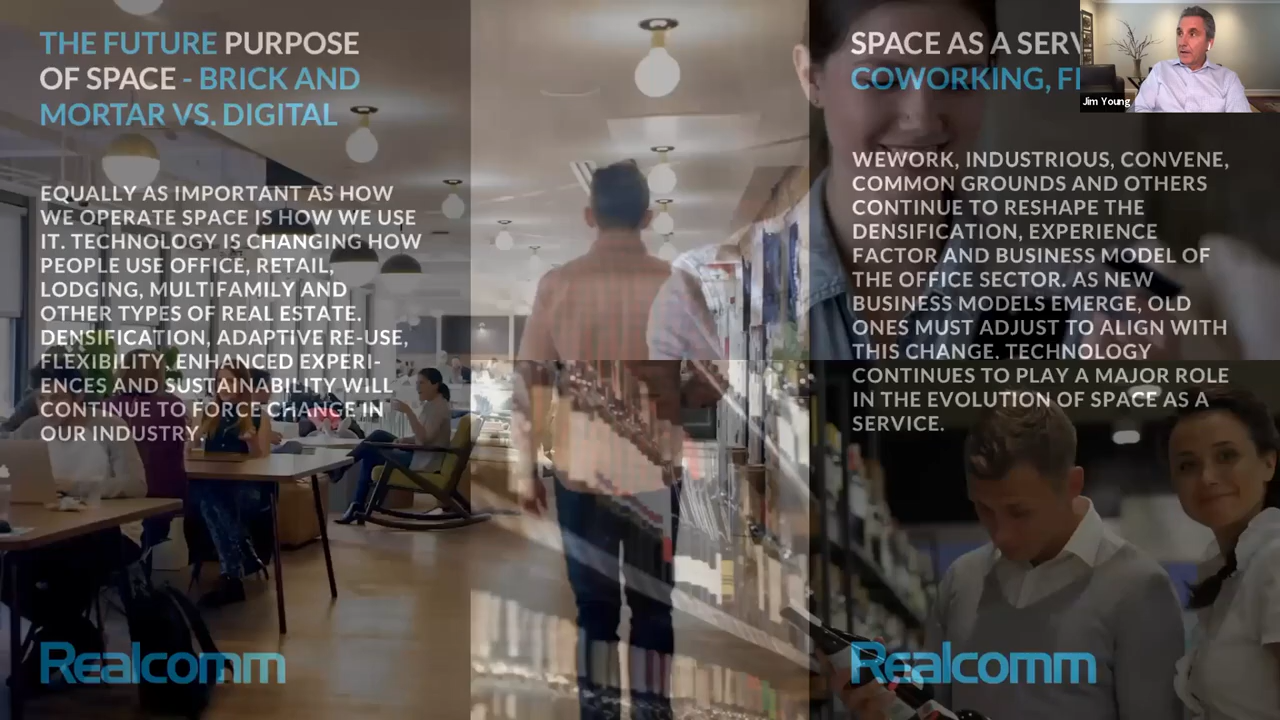 THE FUTURE PURPOSE
OF SPACE - BRICK AND
MORTAR VS. DIGITAL
EQUALLY AS IMPORTANT AS HOW
WE OPERATE SPACE IS HOW WE USE
IT. TECHNOLOGY IS CHANGING HOW
PEOPLE USE OFFICE, RETAIL,
LODGING, MULTIFAMILY AND
OTHER TYPES OF REAL ESTATE.
DENSIFICATION, ADAPTIVE RE-USE,
FLEXIBILITY, ENHANCED EXPERI-
ENCES AND SUSTAINABILITY WILL
CONTINUE TO FORCE CHANGE IN
OUR INDUSTRY.
Realcomm
SPACE AS A
COWORKING,
Jim Young
WEWORK, INDUSTRIOUS, CONVENE,
COMMON GROUNDS AND OTHERS
CONTINUE TO RESHAPE THE
DENSIFICATION, EXPERIENCE
FACTOR AND BUSINESS MODEL OF
THE OFFICE SECTOR. AS NEW
BUSINESS MODELS EMERGE, OLD
ONES MUST ADJUST TO ALIGN WITH
THIS CHANGE. TECHNOLOGY
CONTINUES TO PLAY A MAJOR ROLE
IN THE EVOLUTION OF SPACE AS A
SERVICE.
Realcomm